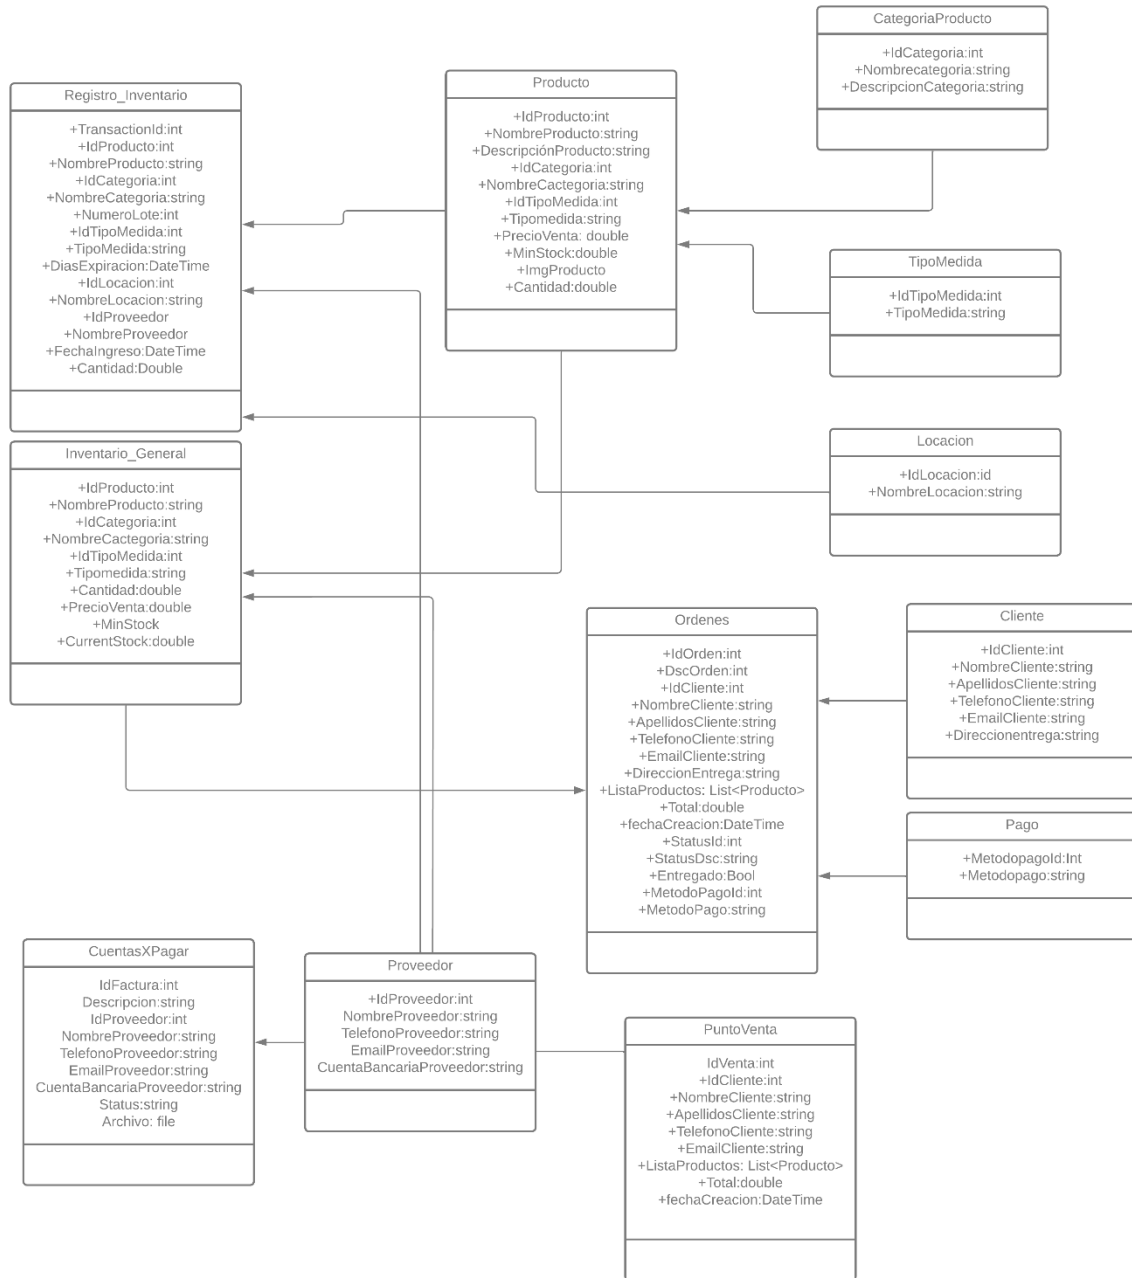 CategoriaProducto
+IdCategoria:int
+Nombrecategoria:string
+DescripcionCategoria:string
Registro_Inventario
+TransactionId:int
+IdProducto:int
+NombreProducto:string
+IdCategoria:int
+NombreCategoria:string
+NumeroLote:int
+IdTipoMedida:int
+TipoMedida:string
+DiasExpiracion:DateTime
+IdLocacion:int
+NombreLocacion:string
+IdProveedor
+NombreProveedor
+FechaIngreso:DateTime
+Cantidad:Double
Producto
+IdProducto:int
+NombreProducto:string
+DescripciónProducto:string
+IdCategoria:int
+NombreCactegoria:string
+IdTipoMedida:int
+Tipomedida:string
+PrecioVenta: double
+MinStock:double
+ImgProducto
+Cantidad:double
TipoMedida
+IdTipoMedida:int
+TipoMedida:string
Locacion
+IdLocacion:id
+NombreLocacion:string
Inventario_General
+IdProducto:int
+NombreProducto:string
+IdCategoria:int
+NombreCactegoria:string
+IdTipoMedida:int
+Tipomedida:string
+Cantidad:double
+PrecioVenta:double
+MinStock
+CurrentStock:double
Ordenes
+IdOrden:int
+DscOrden:int
+IdCliente:int
+NombreCliente:string
+ApellidosCliente:string
+TelefonoCliente:string
+EmailCliente:string
+DireccionEntrega:string
+ListaProductos: List<Producto>
+Total:double
+fechaCreacion:DateTime
+StatusId:int
+StatusDsc:string
+Entregado:Bool
+MetodoPagoId:int
+MetodoPago:string
Cliente
+IdCliente:int
+NombreCliente:string
+ApellidosCliente:string
+TelefonoCliente:string
+EmailCliente:string
+Direccionentrega:string
Pago
+MetodopagoId:Int
+Metodopago:string
CuentasXPagar
IdFactura:int
Descripcion:string
IdProveedor:int
NombreProveedor:string
TelefonoProveedor:string
EmailProveedor:string
CuentaBancariaProveedor:string
Status:string
Archivo: file
Proveedor
+IdProveedor:int
NombreProveedor:string
TelefonoProveedor:string
EmailProveedor:string
CuentaBancariaProveedor:string
PuntoVenta
IdVenta:int
+IdCliente:int
+NombreCliente:string
+ApellidosCliente:string
+TelefonoCliente:string
+EmailCliente:string
+ListaProductos: List<Producto>
+Total:double
+fechaCreacion:DateTime